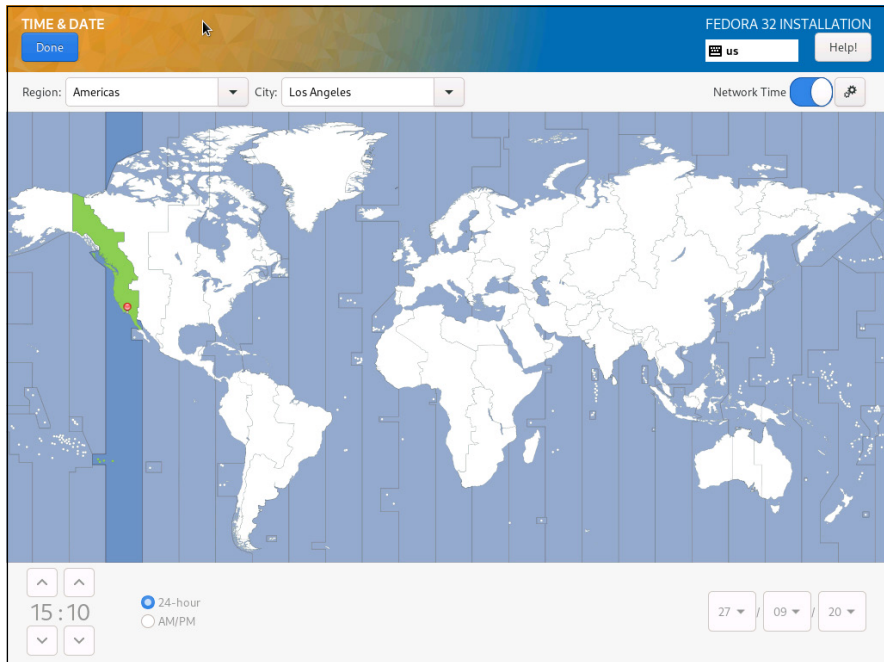 TIME & DATE
FEDORA 32 INSTALLATION
Done
us
Help!
Region:
Americas
City:
Los Angeles
Network Time
15:10
24-hour
AM/PM
27 / 09 / 20